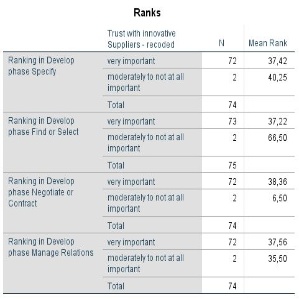 Ranks
Trust with innovative
Suppliers - recoded N Mean Rank
Ranking in Develop very important 72 37,42
phase Specify moderately to not at all 2 40,25
important
Total 74
Ranking in Develop very important 73 37,22
phase Find or Select moderately to not at all 2 66,50
important
Total 75
Ranking in Develop very important 72 38,36
phase Negotiate or moderately to not at all 2 6,50
Contract important
Total 74
Ranking in Develop very important 72 37,56
phase Manage Relations moderately to not at all 2 35,50
important
Total 74